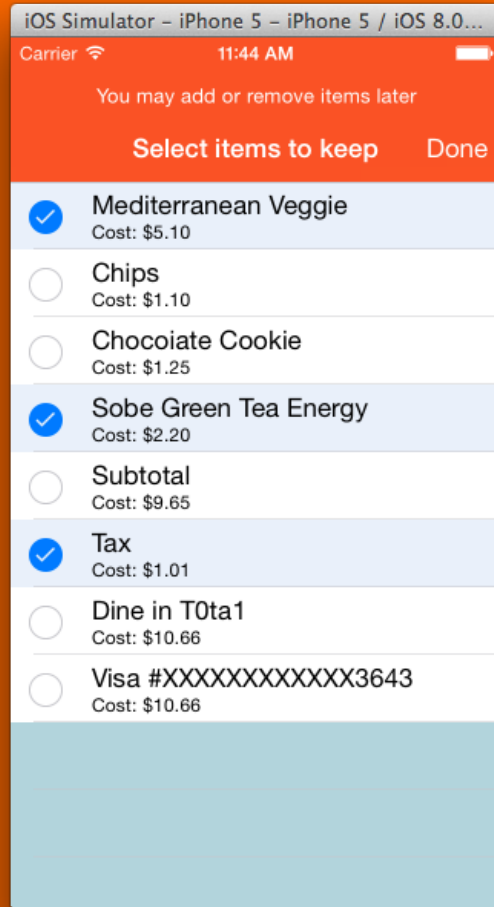 iOS Simulator – iPhone 5 – iPhone 5 / iOS 8.0...
Carrier 11:44 AM
You may add or remove items later
Select items to keep Done
Mediterranean Veggie
Cost: $5.10
Chips
Cost: $1.10
Chocoiate Cookie
Cost: $1.25
Sobe Green Tea Energy
Cost: $2.20
Subtotal
Cost: $9.65
Tax
Cost: $1.01
Dine in T0ta1
Cost: $10.66
Visa #XXXXXXXXXXXX3643
Cost: $10.66